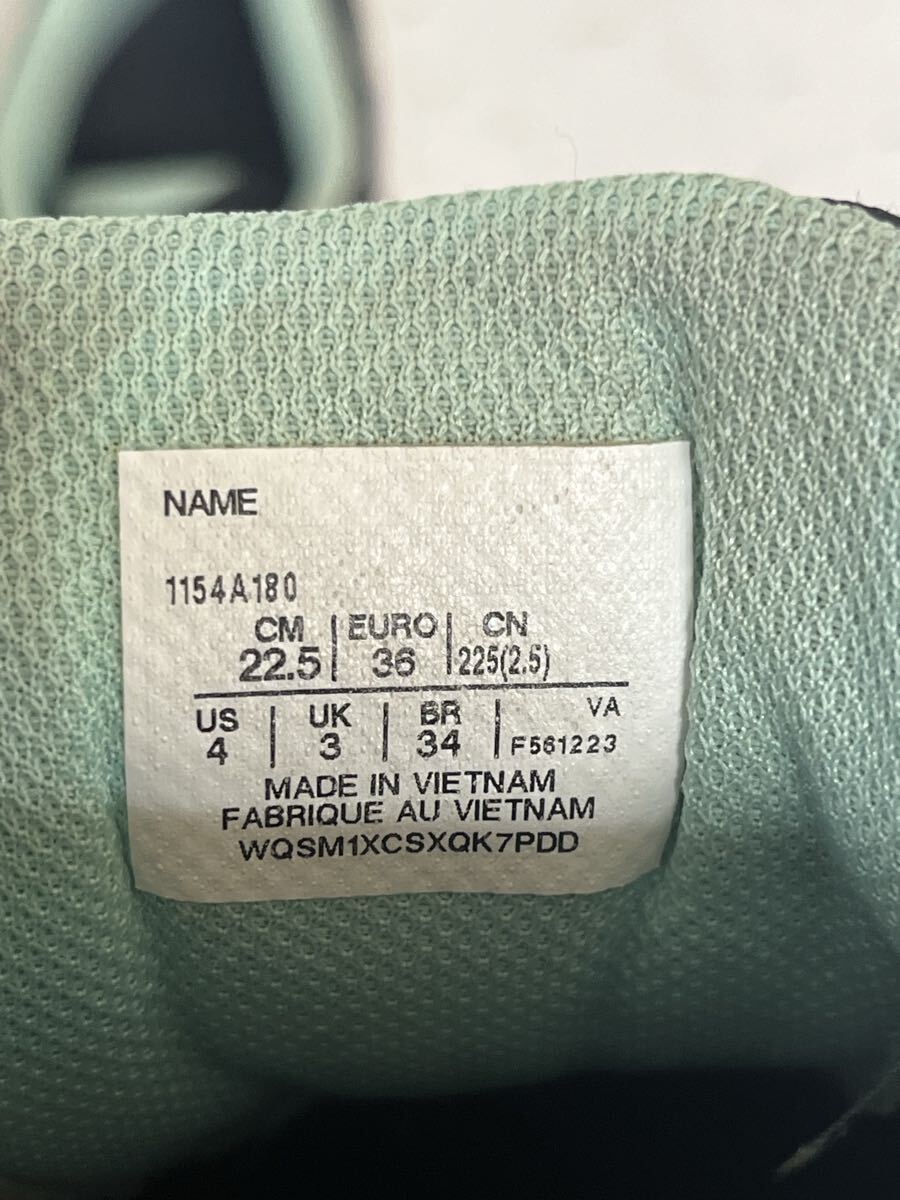 NAME
1154A180
CM | EURO | CN
22.5 | 36 | 225(2.5)
US | UK | BR | VA
4 | 3 | 34 | F561223
MADE IN VIETNAM
FABRIQUE AU VIETNAM
WQSM1XCSXQK7PDD